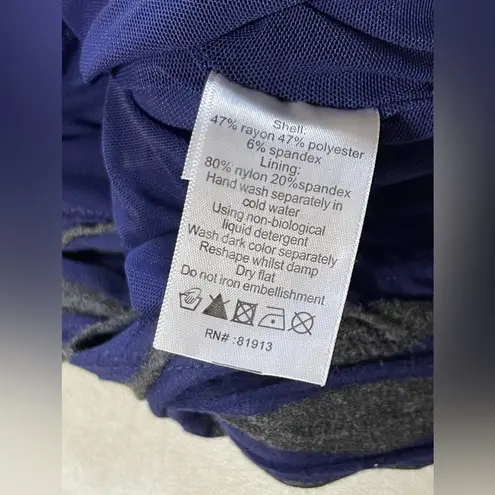 Shell:
47% rayon 47% polyester
6% spandex
Lining:
80% nylon 20%spandex
Hand wash separately in
cold water
Using non-biological
liquid detergent
Wash dark color separately
Reshape whilst damp
Dry flat
Do not iron embellishment
RN# :81913